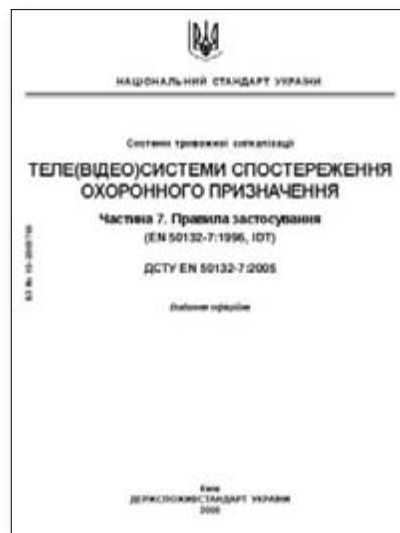 НАЦІОНАЛЬНИЙ СТАНДАРТ УКРАЇНИ
Системи тривожної сигналізації
ТЕЛЕ(ВІДЕО)СИСТЕМИ СПОСТЕРЕЖЕННЯ
ОХОРОННОГО ПРИЗНАЧЕННЯ
Частина 7. Правила застосування
(EN 50132-7:1996, IDT)
ДСТУ EN 50132-7:2005
Видання офіційне
Київ
ДЕРЖСПОЖИВСТАНДАРТ УКРАЇНИ